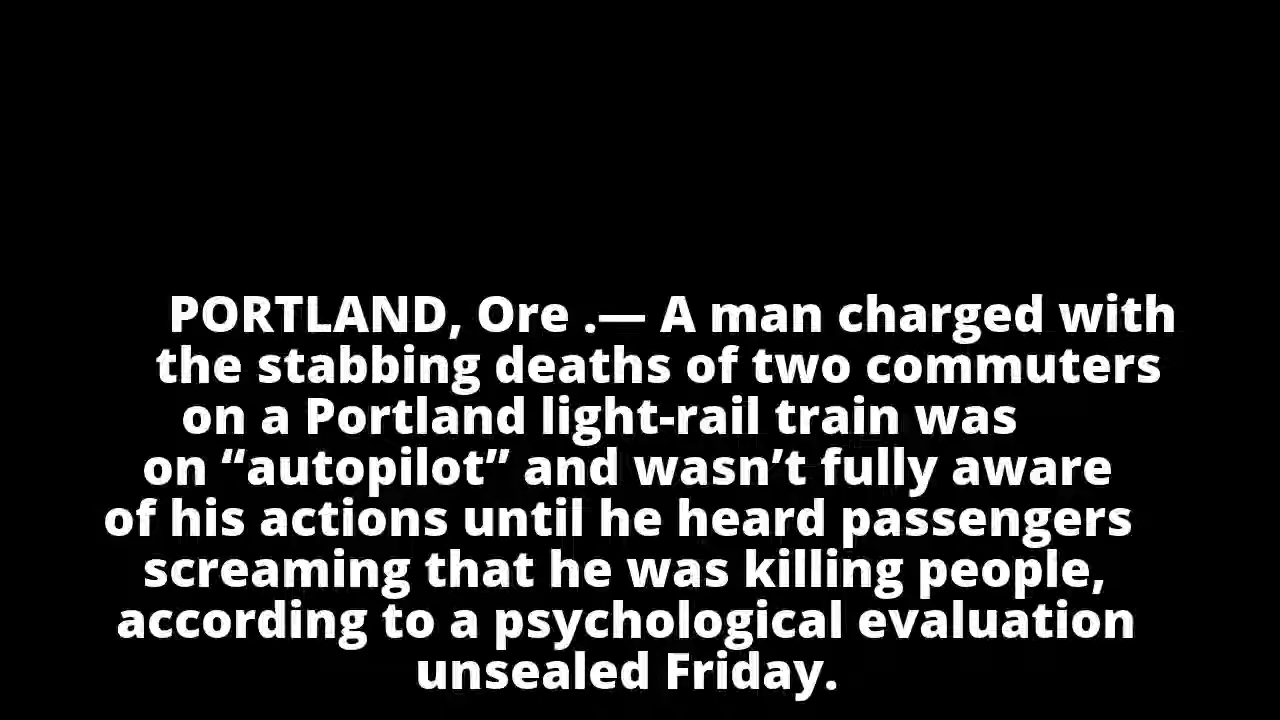 PORTLAND, Ore .— A man charged with
the stabbing deaths of two commuters
on a Portland light-rail train was
on “autopilot” and wasn’t fully aware
of his actions until he heard passengers
screaming that he was killing people,
according to a psychological evaluation
unsealed Friday.